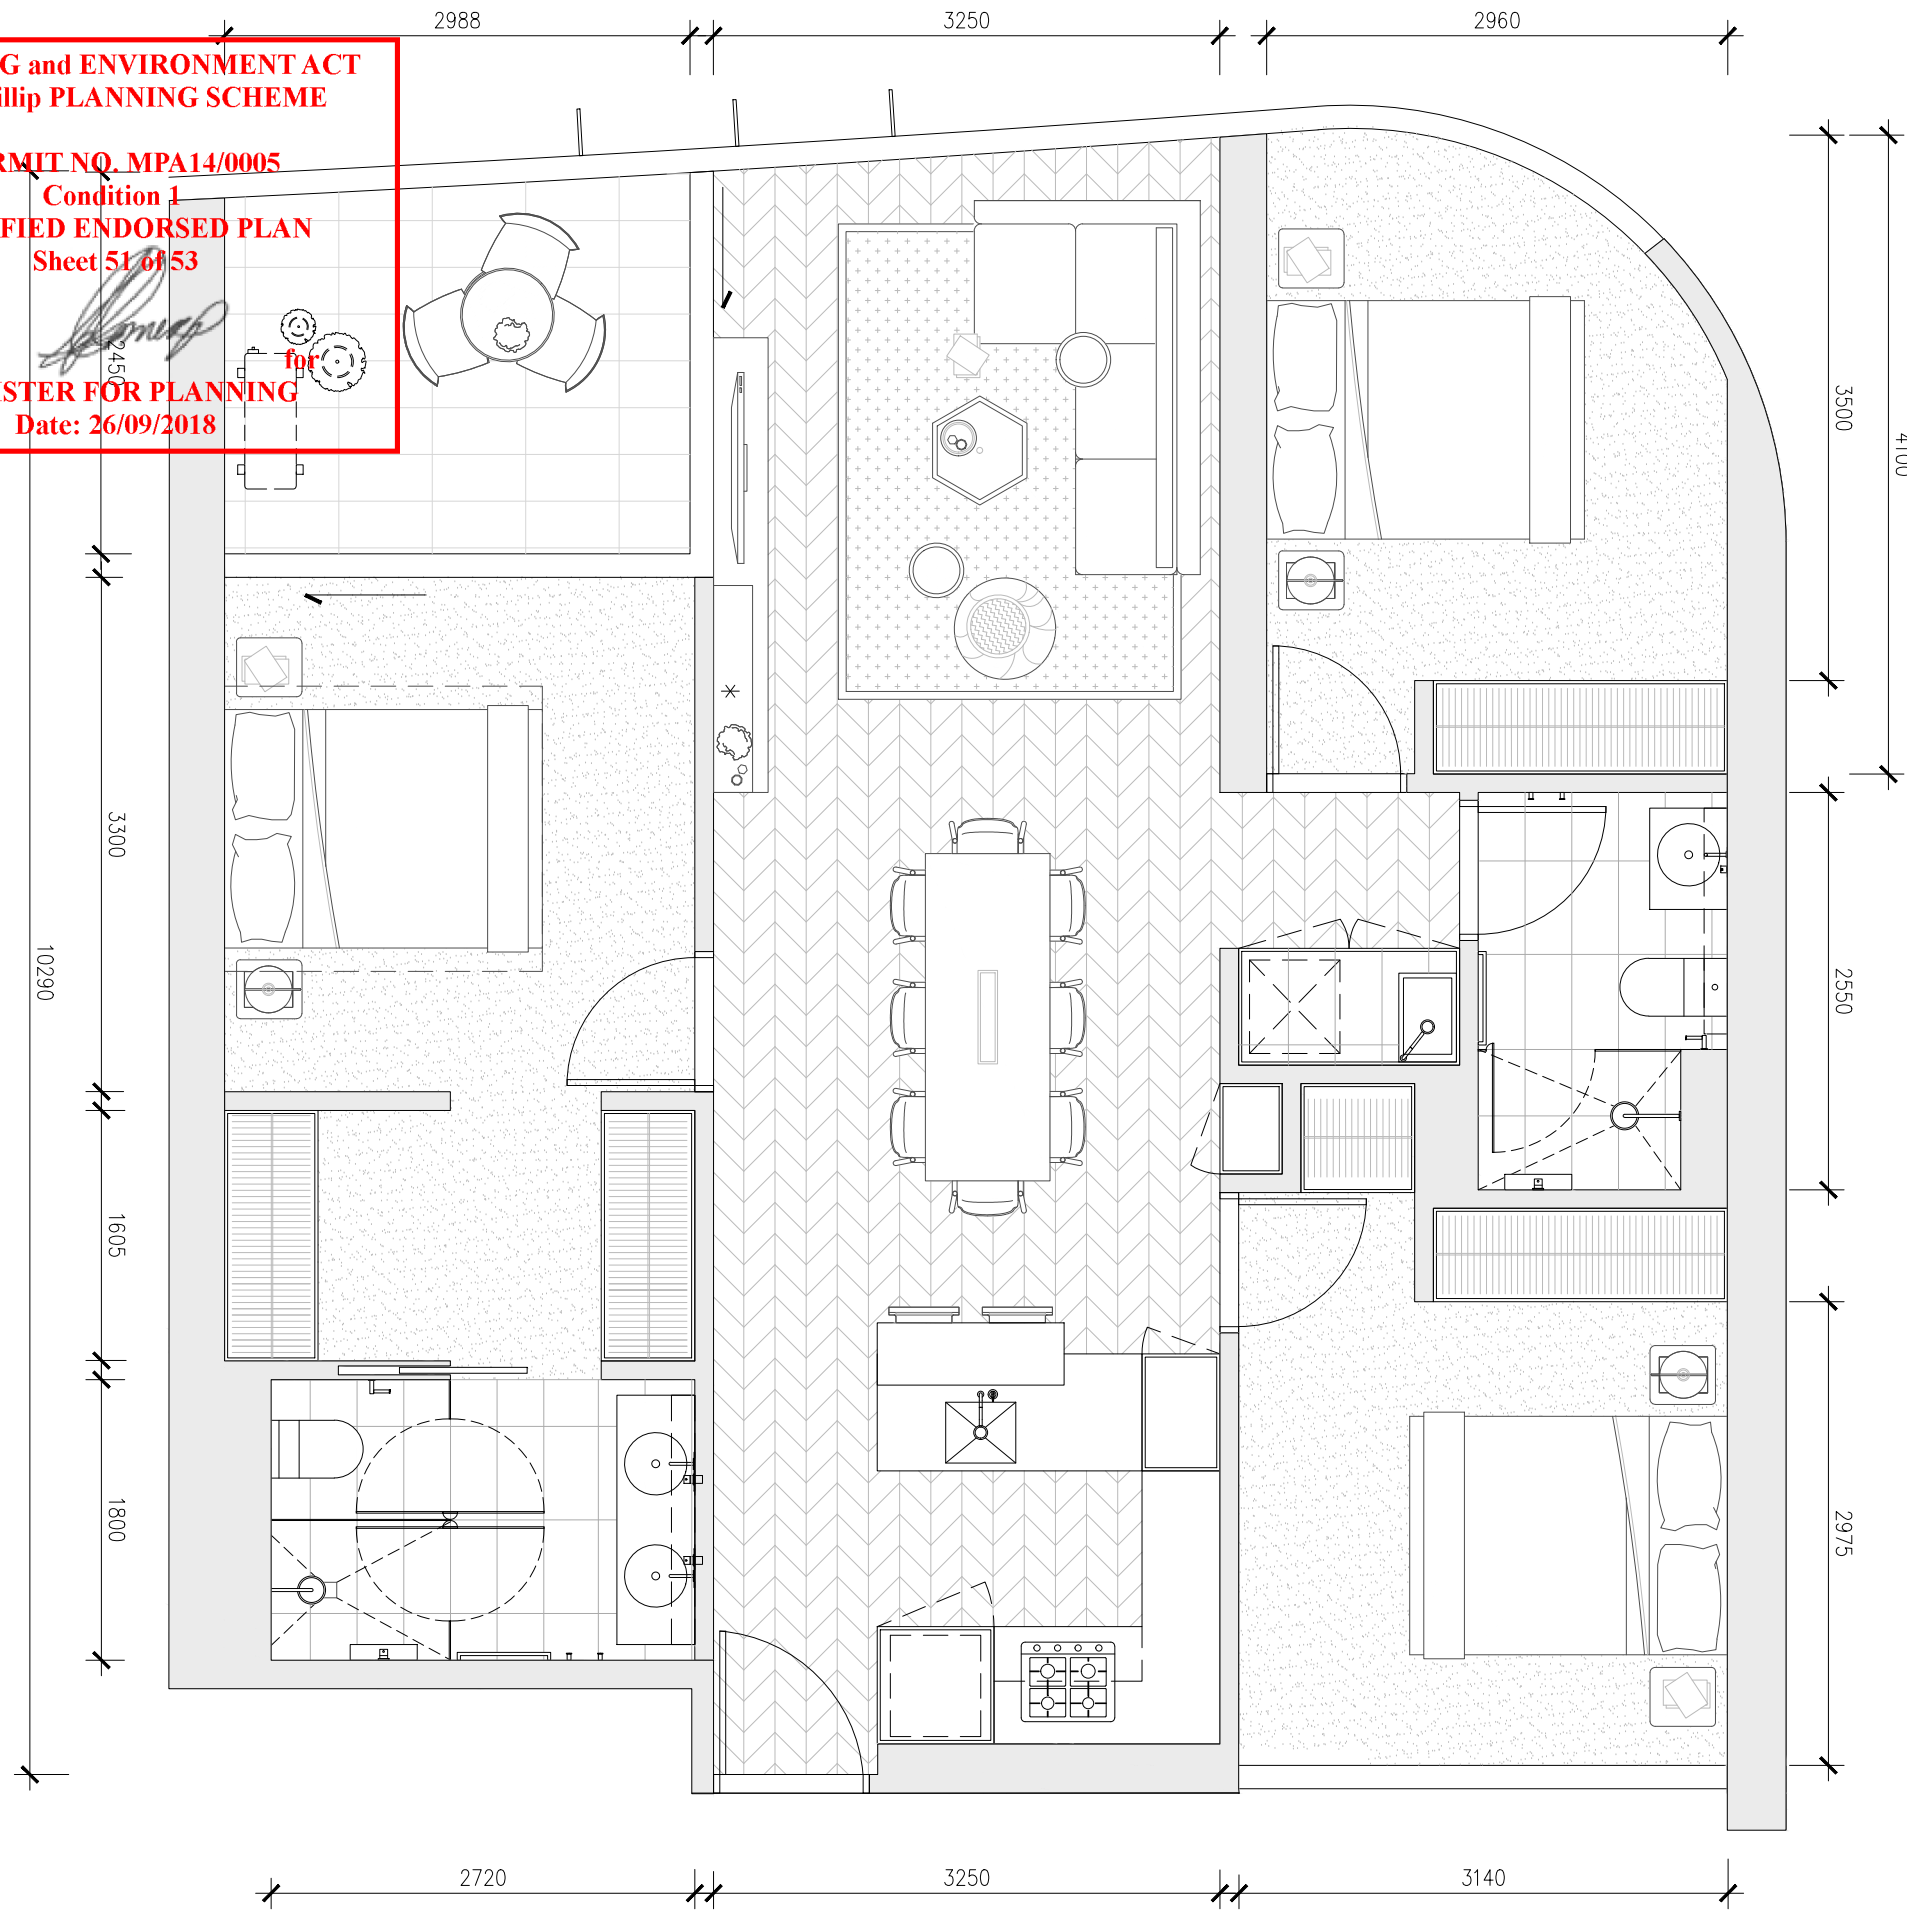 2988
3250
2960
G and ENVIRONMENT ACT
illip PLANNING SCHEME
RMIT NO. MPA14/0005
Condition 1
FIED ENDORSED PLAN
Sheet 51 of 53
for
ISTER FOR PLANNING
Date: 26/09/2018
2450
3500
4100
3300
10290
2550
1605
1800
2975
2720
3250
3140